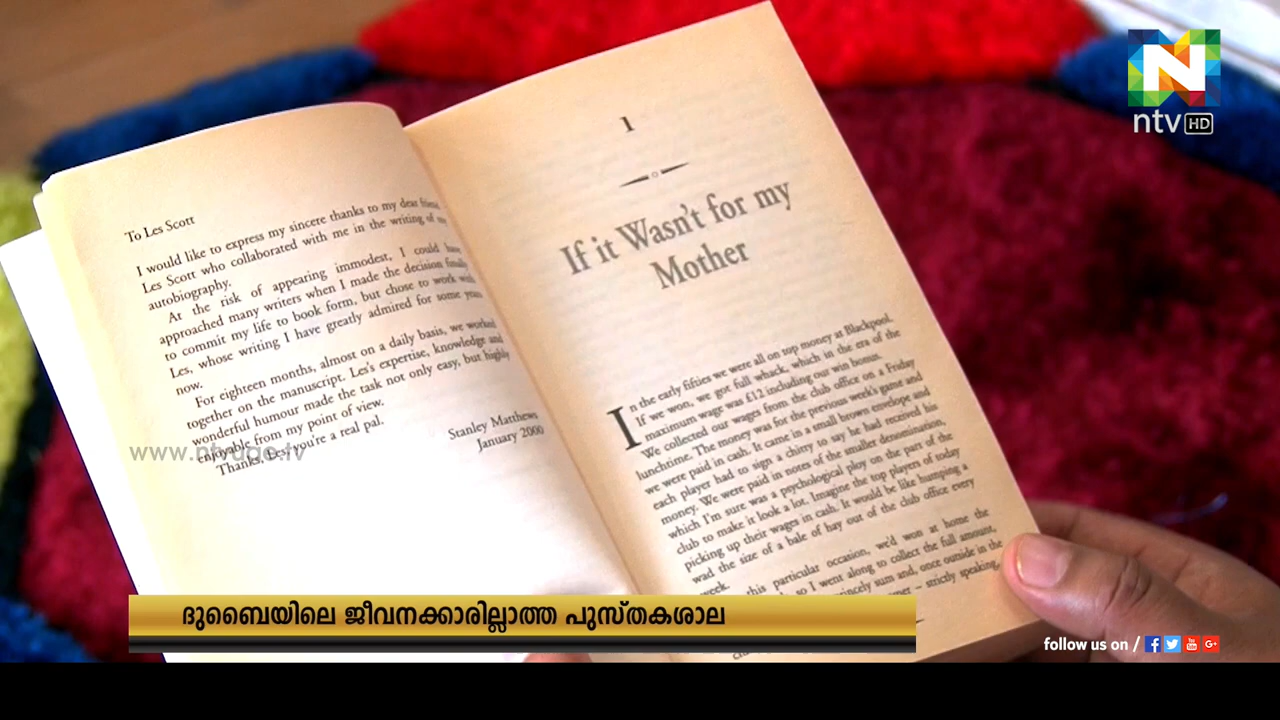 N
ntv HD
To Les Scott
I would like to express my sincere thanks to my dear friend,
Les Scott who collaborated with me in the writing of my
autobiography.
At the risk of appearing immodest, I could have
approached many writers when I made the decision finally
to commit my life to book form, but chose to work with
Les, whose writing I have greatly admired for some years
now.
For eighteen months, almost on a daily basis, we worked
together on the manuscript. Les's expertise, knowledge and
wonderful humour made the task not only easy, but highly
enjoyable from my point of view.
Thanks, Les, you're a real pal.
Stanley Matthews
January 2000
www.ntvuae.tv
1
If it Wasn't for my
Mother
In the early fifties we were all on top money at Blackpool.
If we won, we got full whack, which in the era of the
maximum wage was £12 including our win bonus.
We collected our wages from the club office on a Friday
lunchtime. The money was for the previous week's game and
we were paid in cash. It came in a small brown envelope and
each player had to sign a chitty to say he had received his
money. We were paid in notes of the smaller denomination,
which I'm sure was a psychological ploy on the part of the
club to make it look a lot. Imagine the top players of today
picking up their wages in cash. It would be like humping a
wad the size of a bale of hay out of the club office every
week.
this particular occasion, we'd won at home the
so I went along to collect the full amount,
princely sum and, once outside in the
strictly speaking,
ദുബൈയിലെ ജീവനക്കാരില്ലാത്ത പുസ്തകശാല
follow us on /